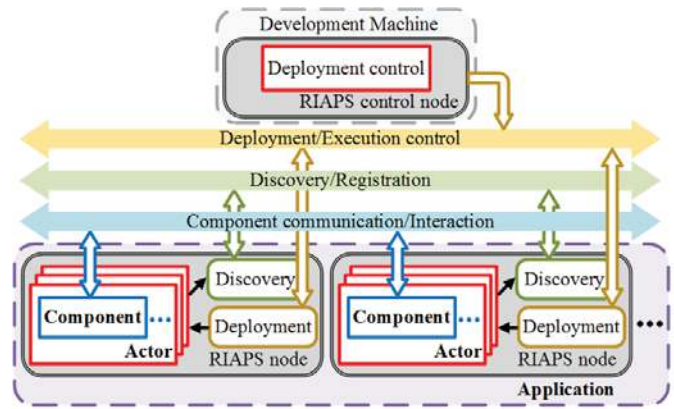 Development Machine
Deployment control
RIAPS control node
Deployment/Execution control
Discovery/Registration
Component communication/Interaction
Discovery
Component ...
Deployment
Actor
RIAPS node
Discovery
Component ...
Deployment
Actor
RIAPS node
...
Application